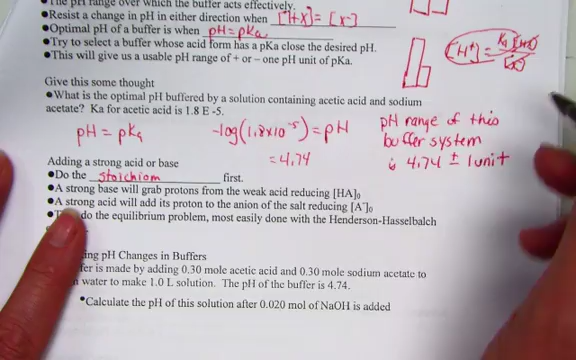 •The pH range over which the buffer acts effectively.
•Resist a change in pH in either direction when [HX] = [X-]
•Optimal pH of a buffer is when pH = pKa
•Try to select a buffer whose acid form has a pKa close the desired pH.
•This will give us a usable pH range of + or – one pH unit of pKa.
[H+] = Ka [HX]
[X-]
Give this some thought
•What is the optimal pH buffered by a solution containing acetic acid and sodium
acetate? Ka for acetic acid is 1.8 E -5.
pH = pKa
-log(1.8x10-5) = pH
= 4.74
pH range of this
buffer system
is 4.74 ± 1 unit
Adding a strong acid or base
•Do the stoichiom first.
•A strong base will grab protons from the weak acid reducing [HA]0
•A strong acid will add its proton to the anion of the salt reducing [A-]0
do the equilibrium problem, most easily done with the Henderson-Hasselbalch
ing pH Changes in Buffers
fer is made by adding 0.30 mole acetic acid and 0.30 mole sodium acetate to
water to make 1.0 L solution. The pH of the buffer is 4.74.
•Calculate the pH of this solution after 0.020 mol of NaOH is added